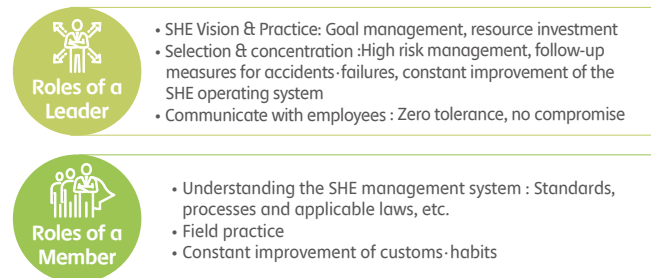 Roles of a
Leader
• SHE Vision & Practice: Goal management, resource investment
• Selection & concentration :High risk management, follow-up
measures for accidents·failures, constant improvement of the
SHE operating system
• Communicate with employees : Zero tolerance, no compromise
Roles of a
Member
• Understanding the SHE management system : Standards,
processes and applicable laws, etc.
• Field practice
• Constant improvement of customs·habits